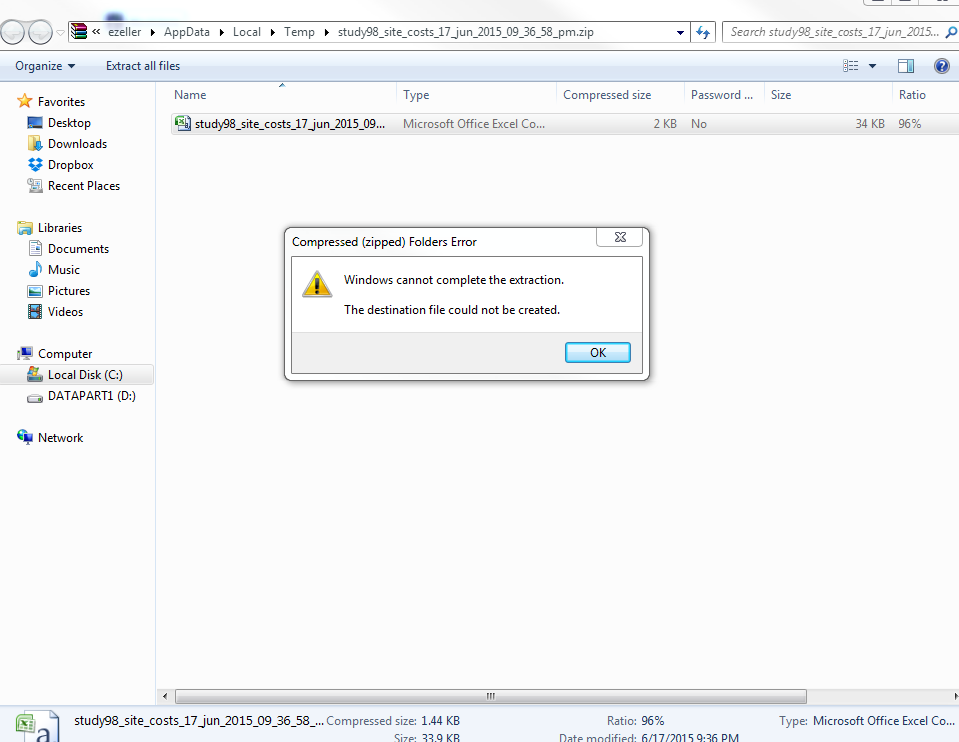 « ezeller ▸ AppData ▸ Local ▸ Temp ▸ study98_site_costs_17_jun_2015_09_36_58_pm.zip
Search study98_site_costs_17_jun_2015...
Organize Extract all files
Favorites
Desktop
Downloads
Dropbox
Recent Places
Libraries
Documents
Music
Pictures
Videos
Computer
Local Disk (C:)
DATAPART1 (D:)
Network
Name Type Compressed size Password ... Size Ratio
study98_site_costs_17_jun_2015_09... Microsoft Office Excel Co... 2 KB No 34 KB 96%
Compressed (zipped) Folders Error
Windows cannot complete the extraction.
The destination file could not be created.
OK
study98_site_costs_17_jun_2015_09_36_58_... Compressed size: 1.44 KB Ratio: 96% Type: Microsoft Office Excel Co...
Size: 33.9 KB Date modified: 6/17/2015 9:36 PM